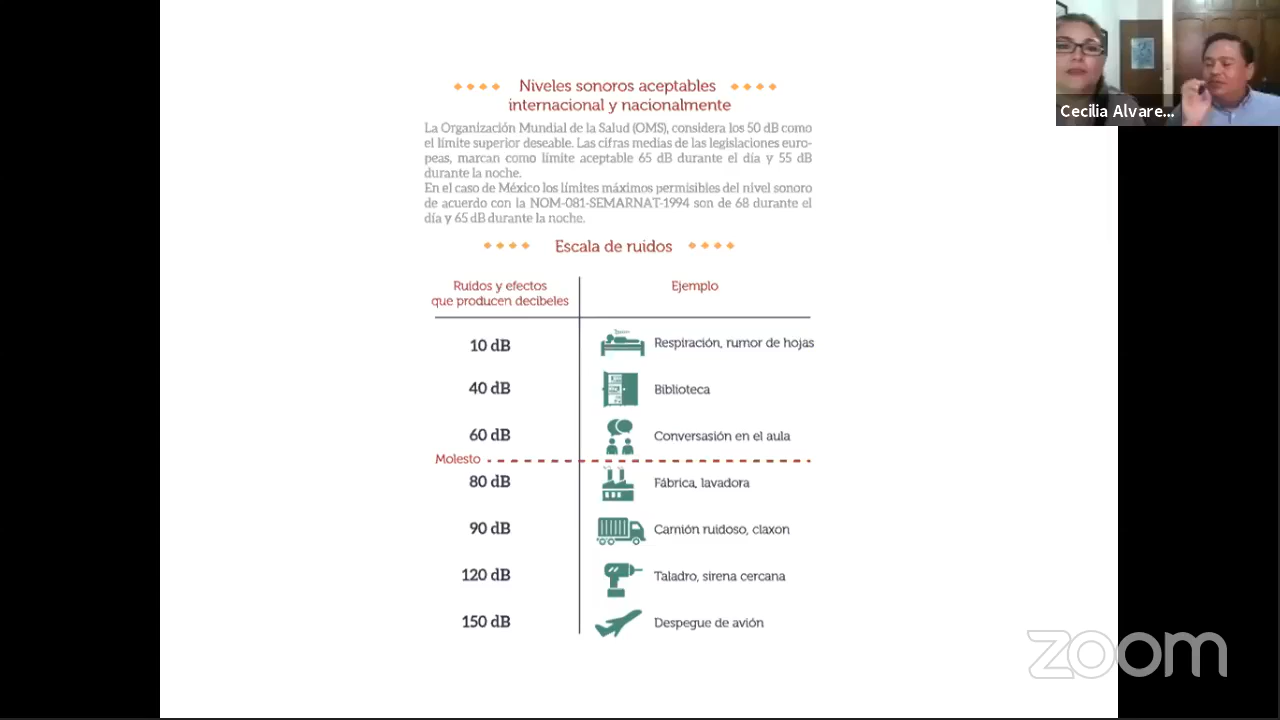 Niveles sonoros aceptables
internacional y nacionalmente
La Organización Mundial de la Salud (OMS), considera los 50 dB como
el límite superior deseable. Las cifras medias de las legislaciones euro-
peas, marcan como límite aceptable 65 dB durante el día y 55 dB
durante la noche.
En el caso de México los límites máximos permisibles del nivel sonoro
de acuerdo con la NOM-081-SEMARNAT-1994 son de 68 durante el
día y 65 dB durante la noche.
Escala de ruidos
Ruidos y efectos
que producen decibeles
Ejemplo
10 dB
Respiración, rumor de hojas
40 dB
Biblioteca
60 dB
Conversasión en el aula
Molesto
80 dB
Fábrica, lavadora
90 dB
Camión ruidoso, claxon
120 dB
Taladro, sirena cercana
150 dB
Despegue de avión
Cecilia Alvare...
zoom